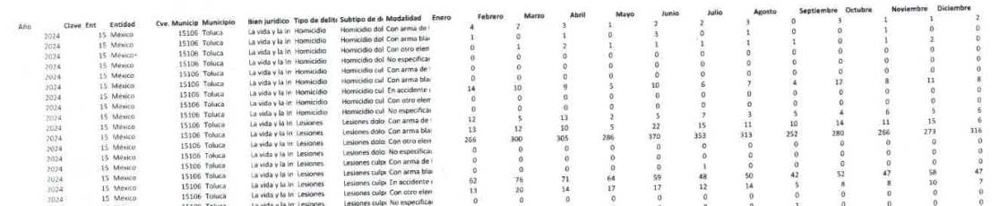 Año Clave_Ent Entidad Cve. Municip Municipio Bien jurídico Tipo de delito Subtipo de de Modalidad Enero Febrero Marzo Abril Mayo Junio Julio Agosto Septiembre Octubre Noviembre Diciembre
2024 15 México 15106 Toluca La vida y la In Homicidio Homicidio dol Con arma de f 4 7 3 1 2 2 3 0 3 1 1 2
2024 15 México 15106 Toluca La vida y la In Homicidio Homicidio dol Con arma blan 1 0 1 0 3 0 1 0 0 1 0 0
2024 15 México 15106 Toluca La vida y la In Homicidio Homicidio dol Con otro elem 0 1 2 1 1 1 1 1 0 1 2 0
2024 15 México 15106 Toluca La vida y la In Homicidio Homicidio dol No especificad 0 0 0 0 0 0 0 0 0 0 0 0
2024 15 México 15106 Toluca La vida y la In Homicidio Homicidio cul Con arma de f 0 0 0 0 0 0 0 0 0 0 0 0
2024 15 México 15106 Toluca La vida y la In Homicidio Homicidio cul Con arma blan 0 0 0 0 0 0 0 0 0 0 0 0
2024 15 México 15106 Toluca La vida y la In Homicidio Homicidio cul En accidente 14 10 9 5 10 6 7 4 12 8 11 8
2024 15 México 15106 Toluca La vida y la In Homicidio Homicidio cul Con otro elem 0 0 0 0 0 0 0 0 0 0 0 0
2024 15 México 15106 Toluca La vida y la In Homicidio Homicidio cul No especificad 0 0 0 0 0 0 0 0 0 0 0 0
2024 15 México 15106 Toluca La vida y la In Lesiones Lesiones dolo Con arma de f 12 5 13 2 5 7 3 5 4 6 5 6
2024 15 México 15106 Toluca La vida y la In Lesiones Lesiones dolo Con arma blan 13 12 10 5 22 15 11 10 14 11 15 6
2024 15 México 15106 Toluca La vida y la In Lesiones Lesiones dolo Con otro elem 266 300 305 286 370 353 313 252 280 266 273 316
2024 15 México 15106 Toluca La vida y la In Lesiones Lesiones dolo No especificad 0 0 0 0 0 0 0 0 0 0 0 0
2024 15 México 15106 Toluca La vida y la In Lesiones Lesiones culp Con arma de f 0 0 0 0 0 0 0 0 0 0 0 0
2024 15 México 15106 Toluca La vida y la In Lesiones Lesiones culp Con arma blan 0 0 0 0 0 1 0 0 0 0 0 0
2024 15 México 15106 Toluca La vida y la In Lesiones Lesiones culp En accidente 62 76 71 64 59 48 50 42 52 47 58 47
2024 15 México 15106 Toluca La vida y la In Lesiones Lesiones culp Con otro elem 13 20 14 17 17 12 14 5 8 8 10 7
Toluca La vida y la In Lesiones Lesiones culp No especificad 0 0 0 0 0 0 0 1 0 0 0 0